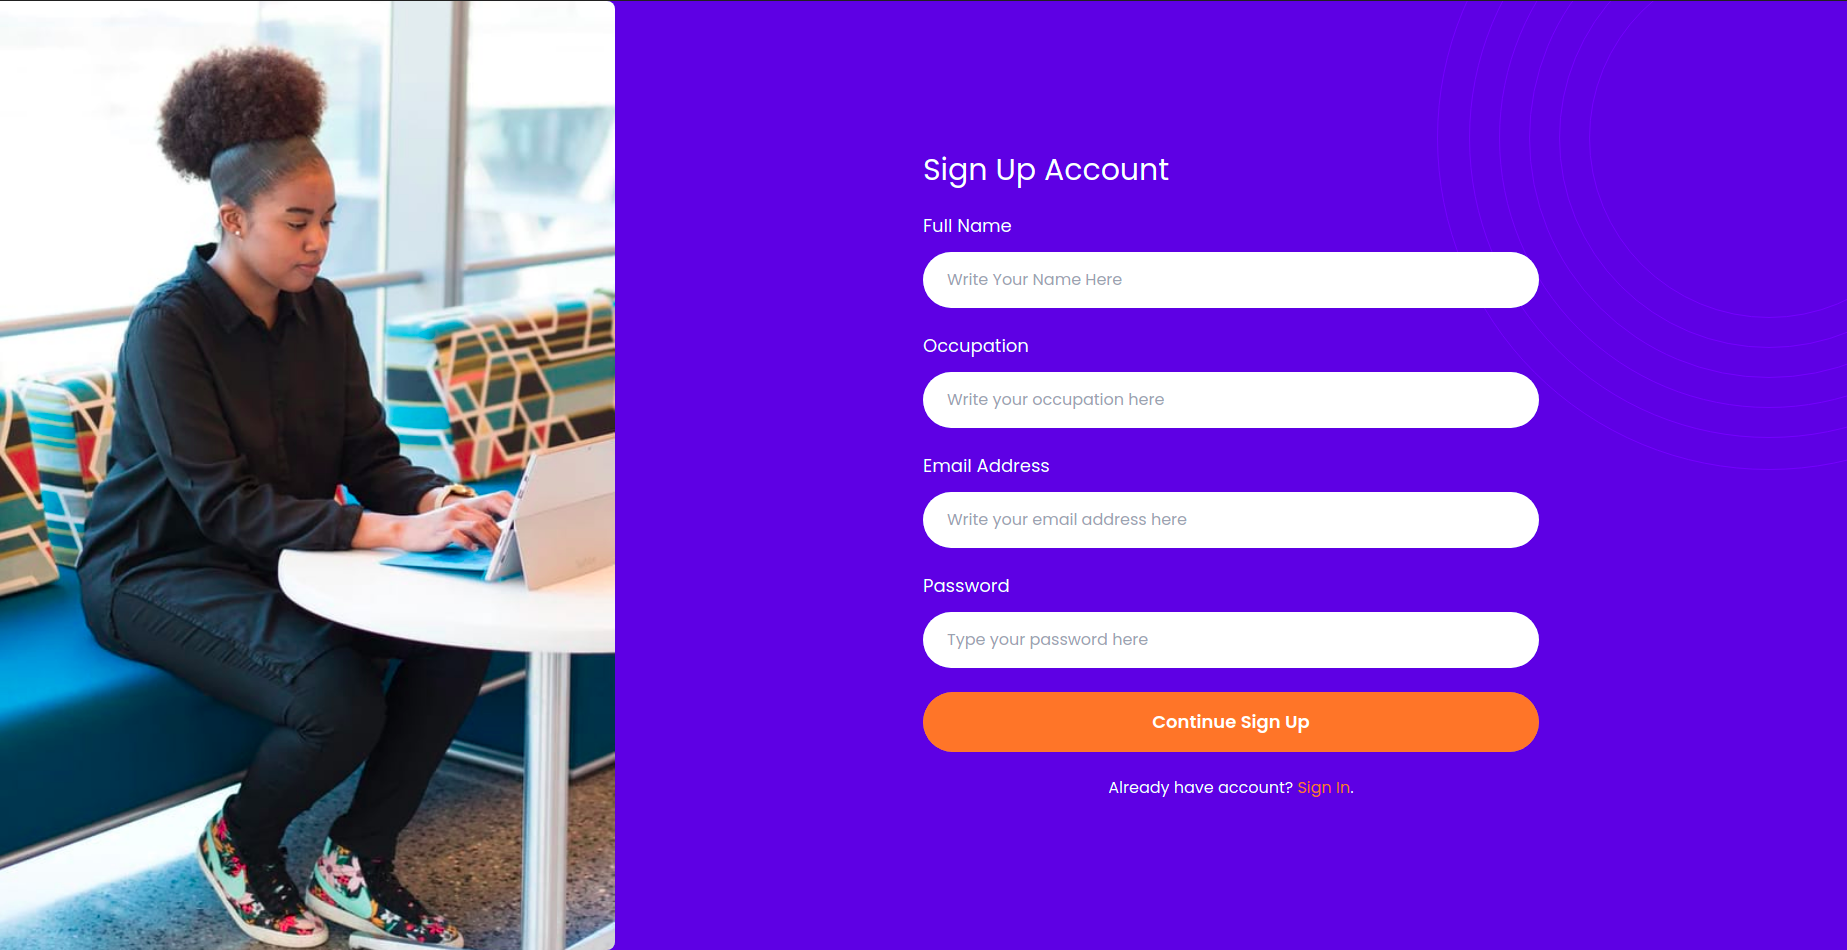 Sign Up Account
Full Name
Write Your Name Here
Occupation
Write your occupation here
Email Address
Write your email address here
Password
Type your password here
Continue Sign Up
Already have account? Sign In.